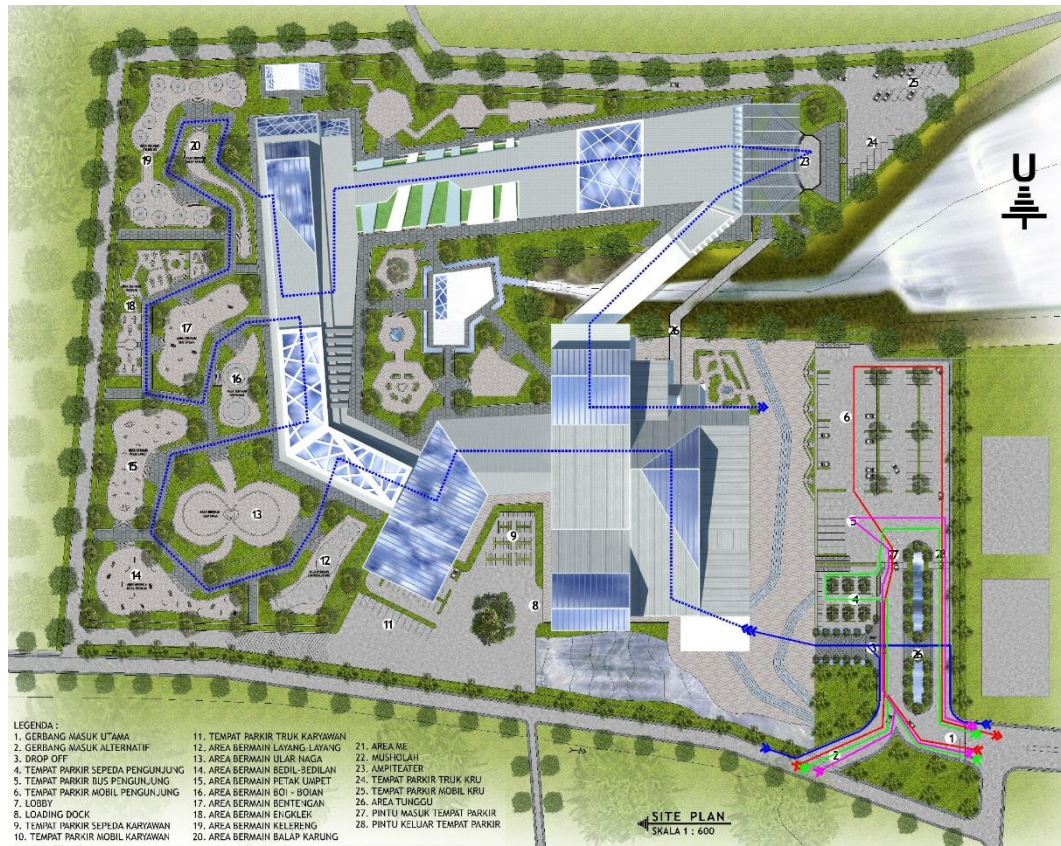 20
19
25
24
23
U
18
17
26
16
6
15
5
13
9
27
28
12
14
4
8
11
3
26
1
2
LEGENDA :
1. GERBANG MASUK UTAMA
2. GERBANG MASUK ALTERNATIF
3. DROP OFF
4. TEMPAT PARKIR SEPEDA PENGUNJUNG
5. TEMPAT PARKIR BUS PENGUNJUNG
6. TEMPAT PARKIR MOBIL PENGUNJUNG
7. LOBBY
8. LOADING DOCK
9. TEMPAT PARKIR SEPEDA KARYAWAN
10. TEMPAT PARKIR MOBIL KARYAWAN
11. TEMPAT PARKIR TRUK KARYAWAN
12. AREA BERMAIN LAYANG-LAYANG
13. AREA BERMAIN ULAR NAGA
14. AREA BERMAIN BEDIL-BEDILAN
15. AREA BERMAIN PETAK UMPET
16. AREA BERMAIN BOI - BOIAN
17. AREA BERMAIN BENTENGAN
18. AREA BERMAIN ENGKLEK
19. AREA BERMAIN KELERENG
20. AREA BERMAIN BALAP KARUNG
21. AREA ME
22. MUSHOLAH
23. AMPITEATER
24. TEMPAT PARKIR TRUK KRU
25. TEMPAT PARKIR MOBIL KRU
26. AREA TUNGGU
27. PINTU MASUK TEMPAT PARKIR
28. PINTU KELUAR TEMPAT PARKIR
SITE PLAN
SKALA 1 : 600